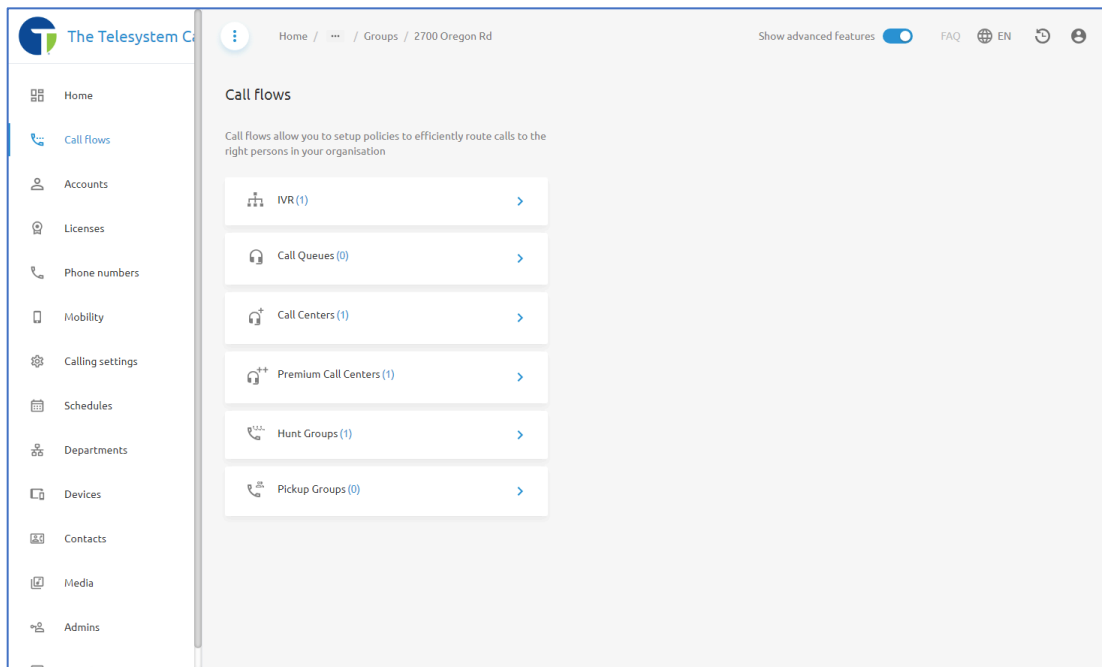 The Telesystem Ca
Home / ··· / Groups / 2700 Oregon Rd
Show advanced features
FAQ
EN
Home
Call flows
Accounts
Licenses
Phone numbers
Mobility
Calling settings
Schedules
Departments
Devices
Contacts
Media
Admins
Call flows
Call flows allow you to setup policies to efficiently route calls to the
right persons in your organisation
IVR (1)
Call Queues (0)
Call Centers (1)
Premium Call Centers (1)
Hunt Groups (1)
Pickup Groups (0)